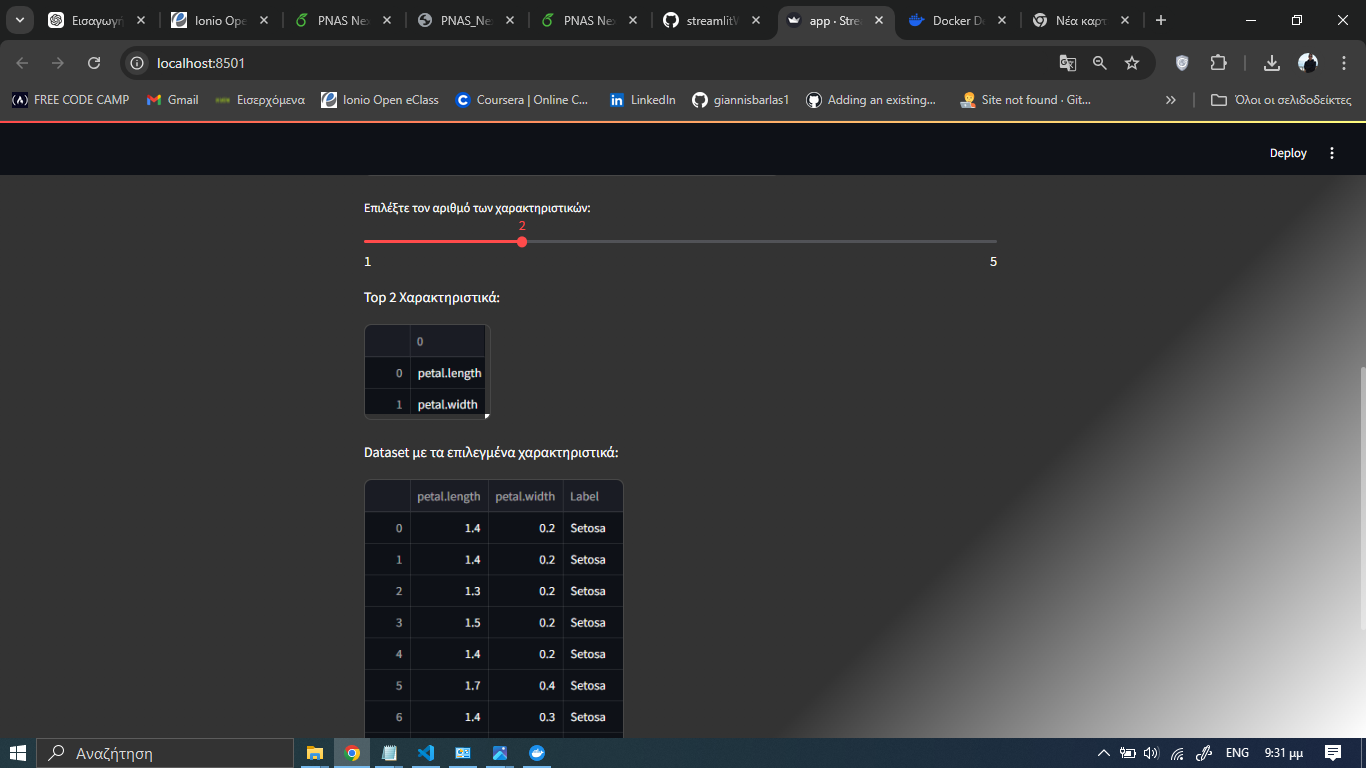 Εισαγωγή
Ionio Ope
PNAS Nex
PNAS_Ne
PNAS Nex
streamlitW
app · Stre
Docker De
Νέα καρτ
localhost:8501
FREE CODE CAMP
Gmail
Εισερχόμενα
Ionio Open eClass
Coursera | Online C...
LinkedIn
giannisbarlas1
Adding an existing...
Site not found · Git...
»
Όλοι οι σελιδοδείκτες
Deploy
Επιλέξτε τον αριθμό των χαρακτηριστικών:
2
1 5
Top 2 Χαρακτηριστικά:
0
0 petal.length
1 petal.width
Dataset με τα επιλεγμένα χαρακτηριστικά:
petal.length petal.width Label
0 1.4 0.2 Setosa
1 1.4 0.2 Setosa
2 1.3 0.2 Setosa
3 1.5 0.2 Setosa
4 1.4 0.2 Setosa
5 1.7 0.4 Setosa
6 1.4 0.3 Setosa
Αναζήτηση
ENG
9:31 μμ